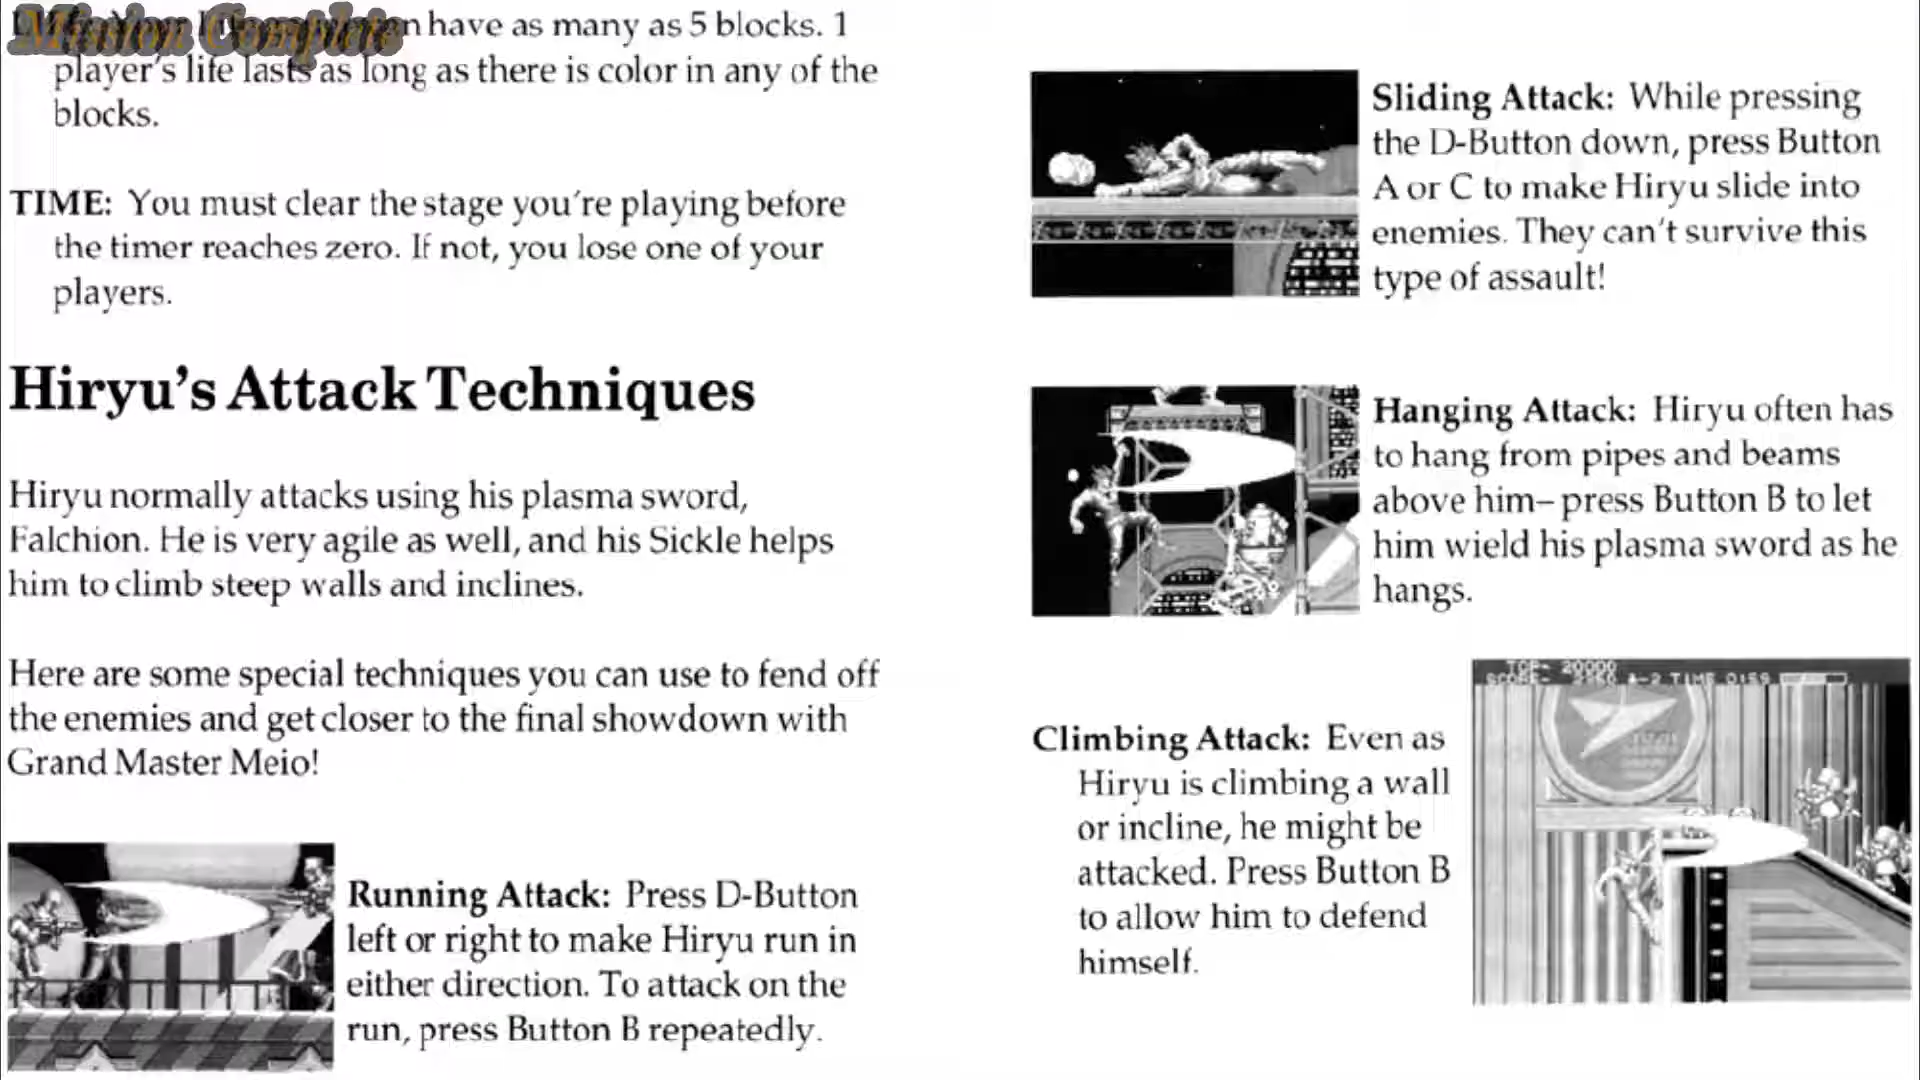 Mission Complete
n have as many as 5 blocks. 1
player's life lasts as long as there is color in any of the
blocks.
TIME: You must clear the stage you're playing before
the timer reaches zero. If not, you lose one of your
players.
Hiryu's Attack Techniques
Hiryu normally attacks using his plasma sword,
Falchion. He is very agile as well, and his Sickle helps
him to climb steep walls and inclines.
Here are some special techniques you can use to fend off
the enemies and get closer to the final showdown with
Grand Master Meio!
Running Attack: Press D-Button
left or right to make Hiryu run in
either direction. To attack on the
run, press Button B repeatedly.
Sliding Attack: While pressing
the D-Button down, press Button
A or C to make Hiryu slide into
enemies. They can't survive this
type of assault!
Hanging Attack: Hiryu often has
to hang from pipes and beams
above him– press Button B to let
him wield his plasma sword as he
hangs.
Climbing Attack: Even as
Hiryu is climbing a wall
or incline, he might be
attacked. Press Button B
to allow him to defend
himself.
TOP- 20000
SCORE- A-2 TIME 0:59